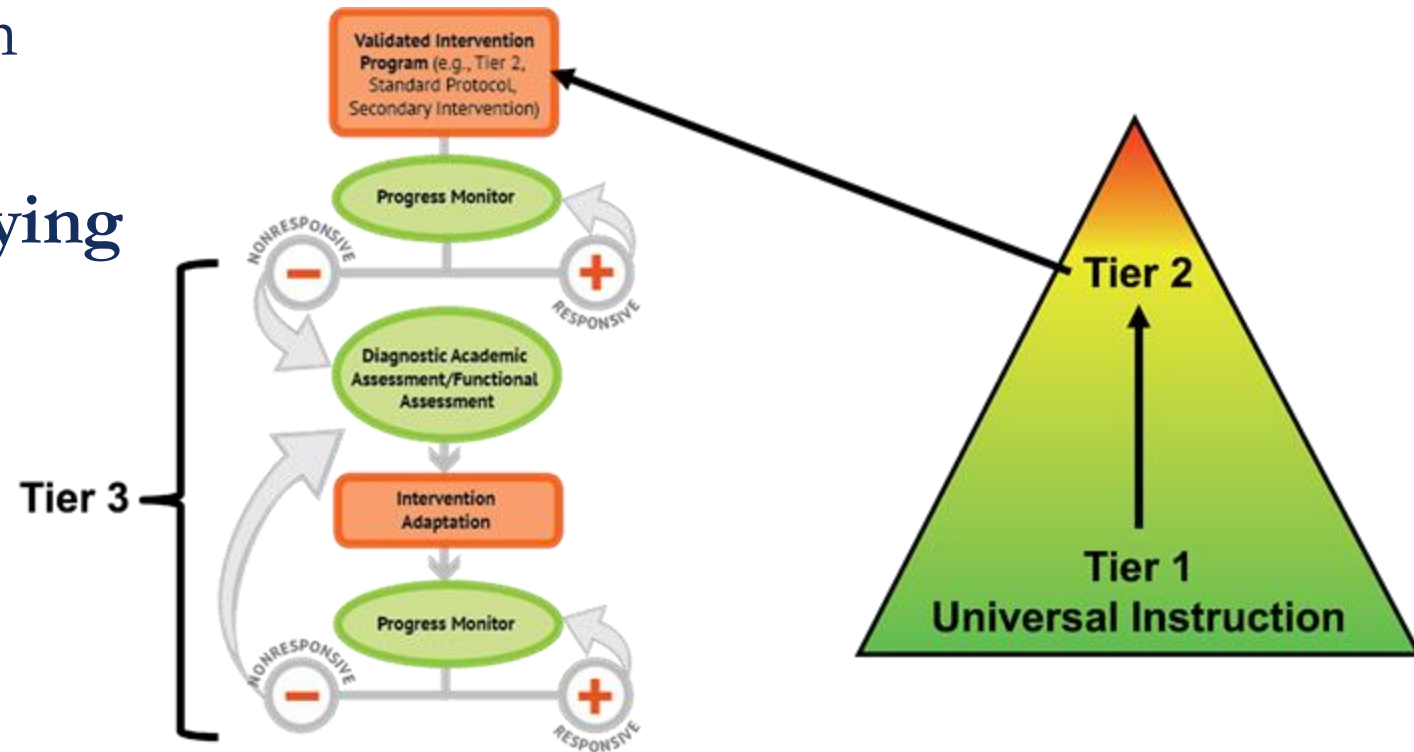 n
ying
Validated Intervention
Program (e.g., Tier 2,
Standard Protocol,
Secondary Intervention)
Progress Monitor
NONRESPONSIVE
RESPONSIVE
Diagnostic Academic
Assessment/Functional
Assessment
Intervention
Adaptation
Progress Monitor
NONRESPONSIVE
RESPONSIVE
Tier 3
Tier 2
Tier 1
Universal Instruction